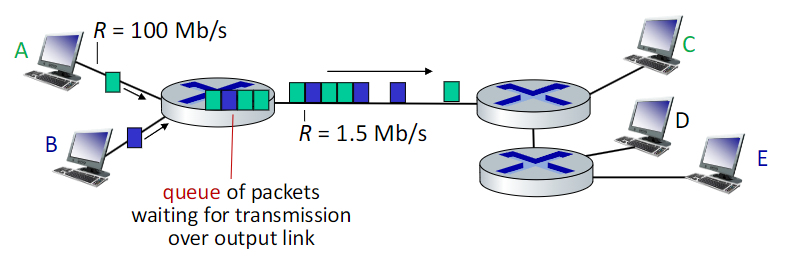 R = 100 Mb/s
A
C
B
R = 1.5 Mb/s
D
E
queue of packets
waiting for transmission
over output link